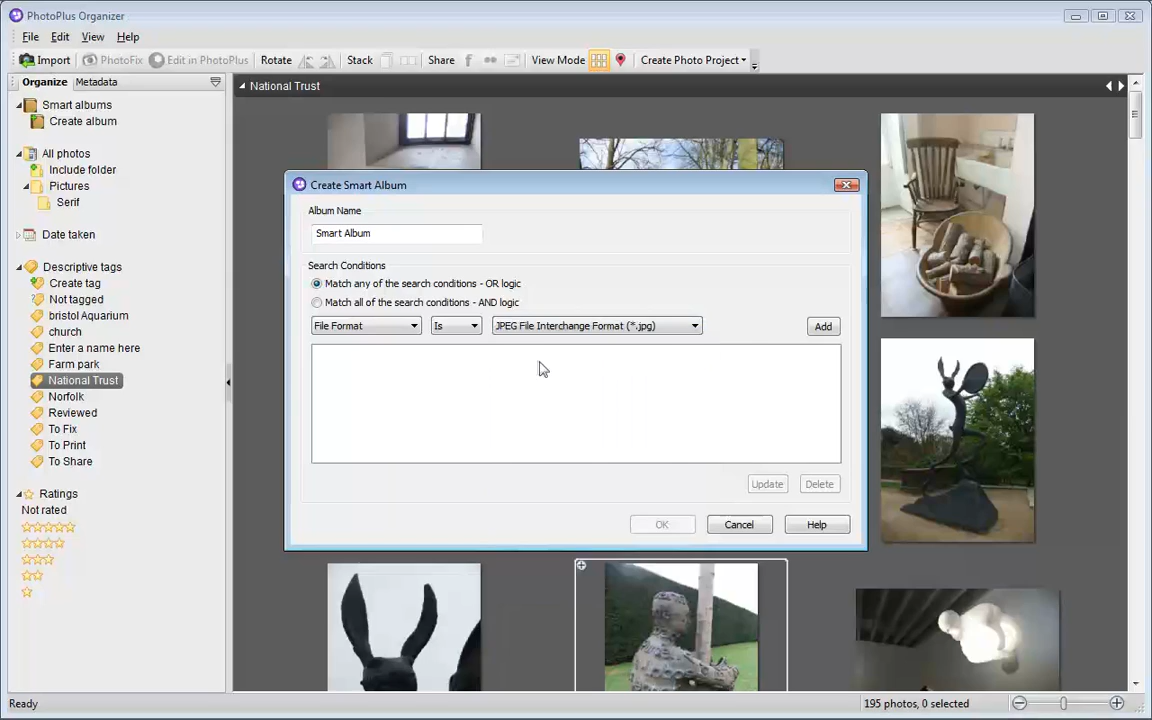 PhotoPlus Organizer
File Edit View Help
Import PhotoFix Edit in PhotoPlus Rotate Stack Share View Mode Create Photo Project
Organize Metadata
Smart albums
Create album
All photos
Include folder
Pictures
Serif
Date taken
Descriptive tags
Create tag
Not tagged
bristol Aquarium
church
Enter a name here
Farm park
National Trust
Norfolk
Reviewed
To Fix
To Print
To Share
Ratings
Not rated
National Trust
Create Smart Album
Album Name
Smart Album
Search Conditions
Match any of the search conditions - OR logic
Match all of the search conditions - AND logic
File Format Is JPEG File Interchange Format (*.jpg) Add
Update Delete
OK Cancel Help
Ready 195 photos, 0 selected